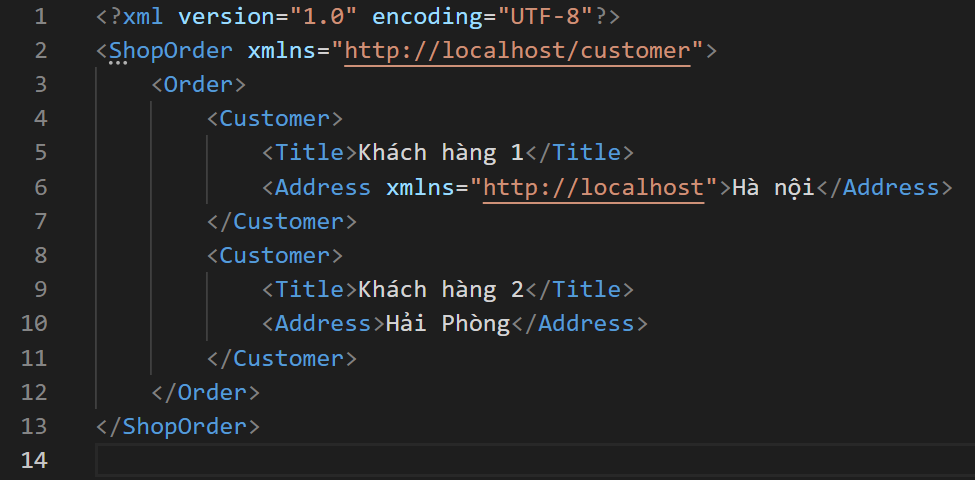 1 <?xml version="1.0" encoding="UTF-8"?>
2 <ShopOrder xmlns="http://localhost/customer">
3 <Order>
4 <Customer>
5 <Title>Khách hàng 1</Title>
6 <Address xmlns="http://localhost">Hà nội</Address>
7 </Customer>
8 <Customer>
9 <Title>Khách hàng 2</Title>
10 <Address>Hải Phòng</Address>
11 </Customer>
12 </Order>
13 </ShopOrder>
14